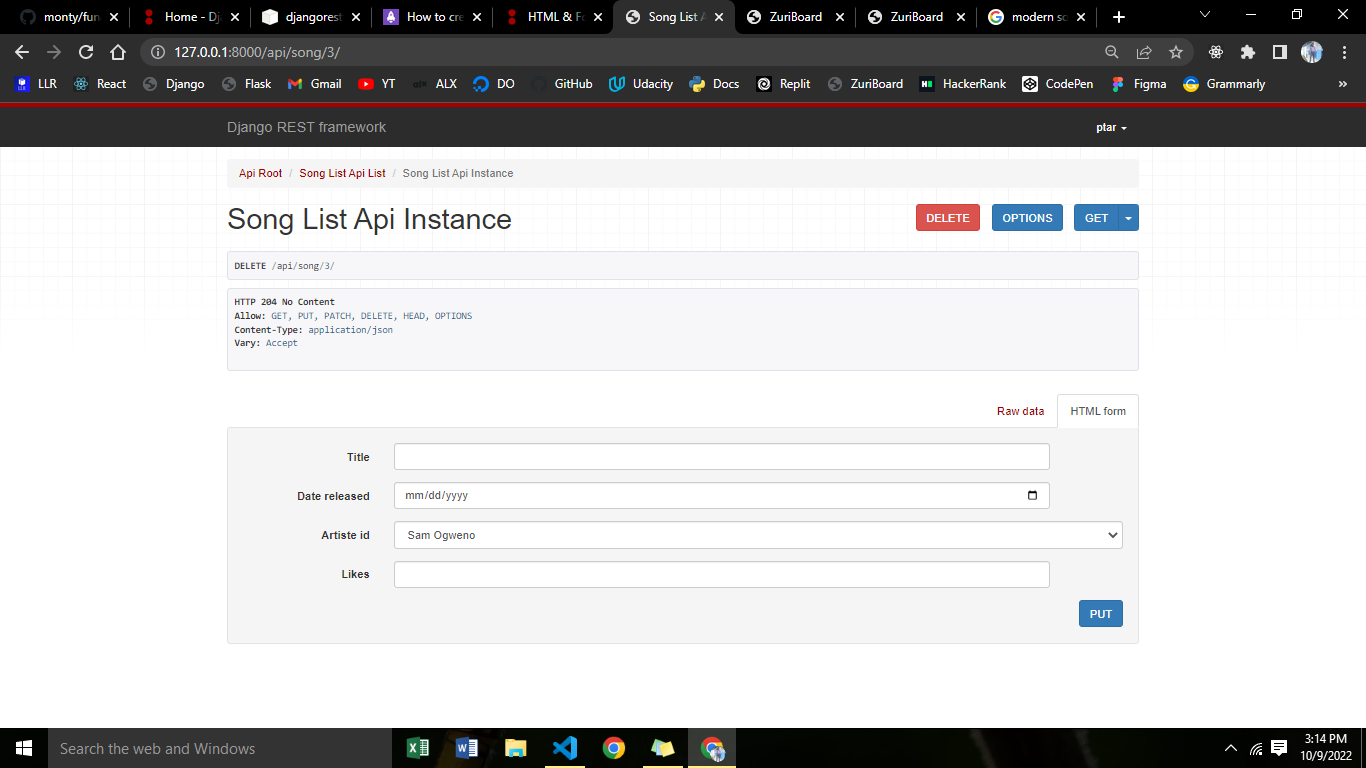 monty/fun
Home - Dj
djangorest
How to cre
HTML & Fo
Song List A
ZuriBoard
ZuriBoard
modern so
127.0.0.1:8000/api/song/3/
LLR React Django Flask Gmail YT ALX DO GitHub Udacity Docs Replit ZuriBoard HackerRank CodePen Figma Grammarly »
Django REST framework
ptar
Api Root / Song List Api List / Song List Api Instance
Song List Api Instance
DELETE OPTIONS GET
DELETE /api/song/3/
HTTP 204 No Content
Allow: GET, PUT, PATCH, DELETE, HEAD, OPTIONS
Content-Type: application/json
Vary: Accept
Raw data HTML form
Title
Date released mm/dd/yyyy
Artiste id Sam Ogweno
Likes
PUT
Search the web and Windows
3:14 PM
10/9/2022